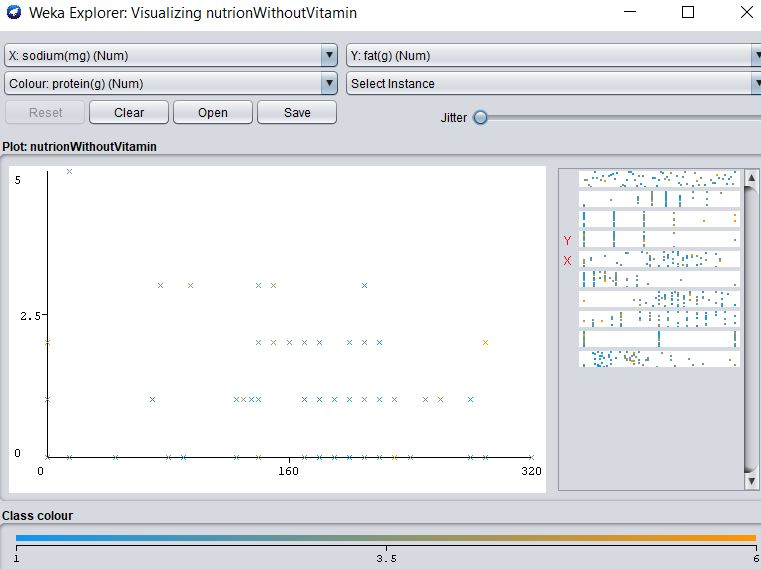 Weka Explorer: Visualizing nutrionWithoutVitamin
X: sodium(mg) (Num) Y: fat(g) (Num)
Colour: protein(g) (Num) Select Instance
Reset Clear Open Save Jitter
Plot: nutrionWithoutVitamin
5
2.5
0
0 160 320
Y
X
Class colour
1 3.5 6